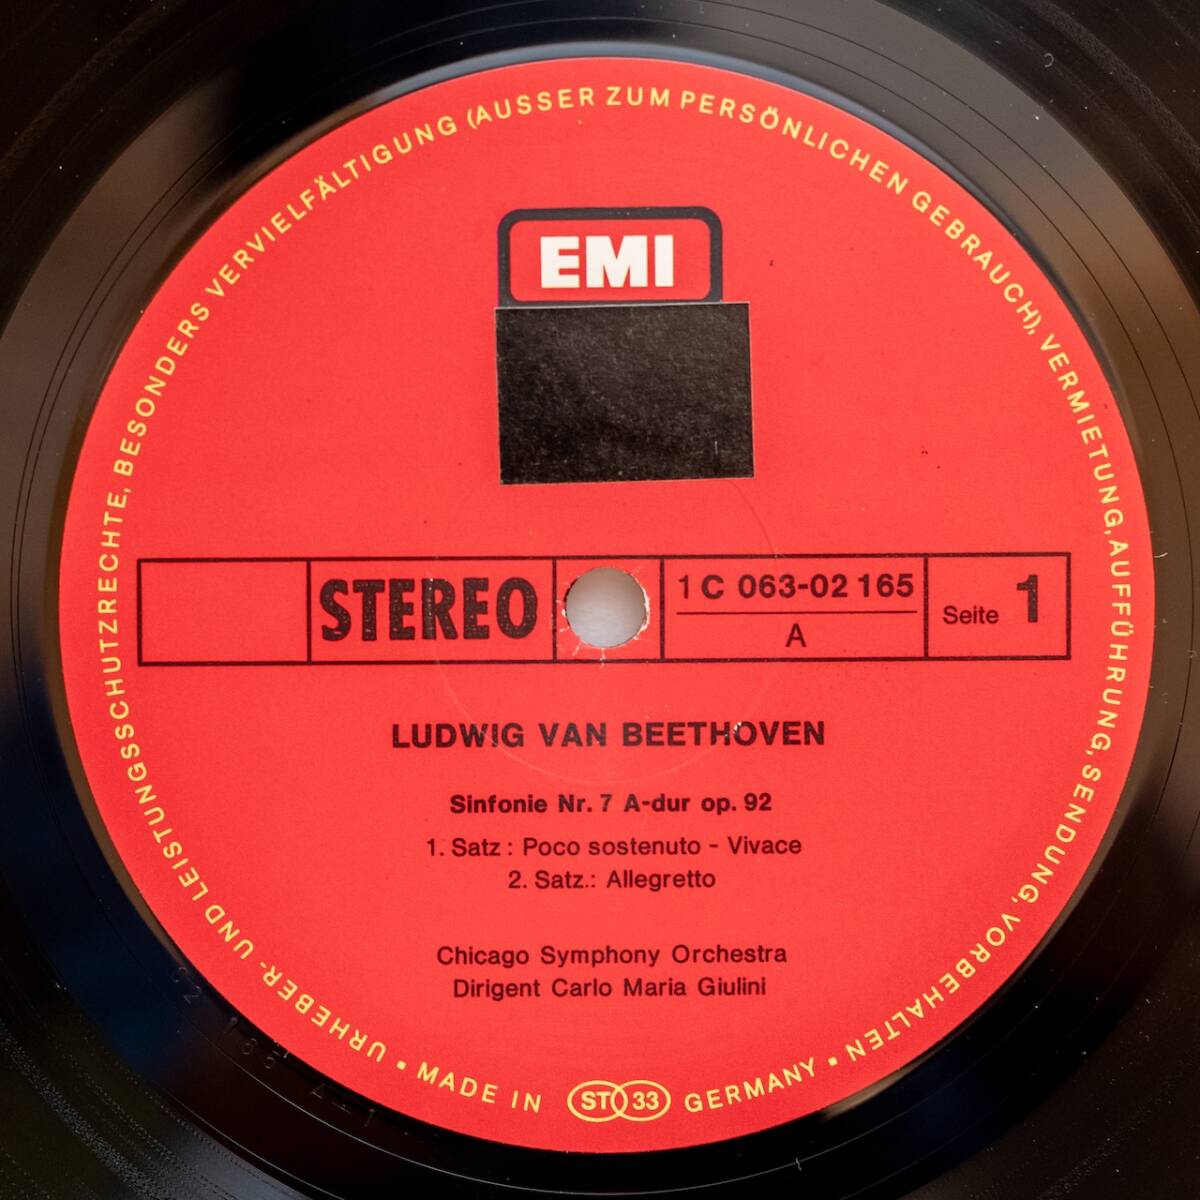 URHEBER- UND LEISTUNGSSCHUTZRECHTE, BESONDERS VERVIELFÄLTIGUNG (AUSSER ZUM PERSÖNLICHEN GEBRAUCH), VERMIETUNG, AUFFÜHRUNG, SENDUNG, VORBEHALTEN ▪
EMI
STEREO
1 C 063-02 165
A
Seite 1
LUDWIG VAN BEETHOVEN
Sinfonie Nr. 7 A-dur op. 92
1. Satz : Poco sostenuto - Vivace
2. Satz.: Allegretto
Chicago Symphony Orchestra
Dirigent Carlo Maria Giulini
▪ MADE IN ST 33 GERMANY